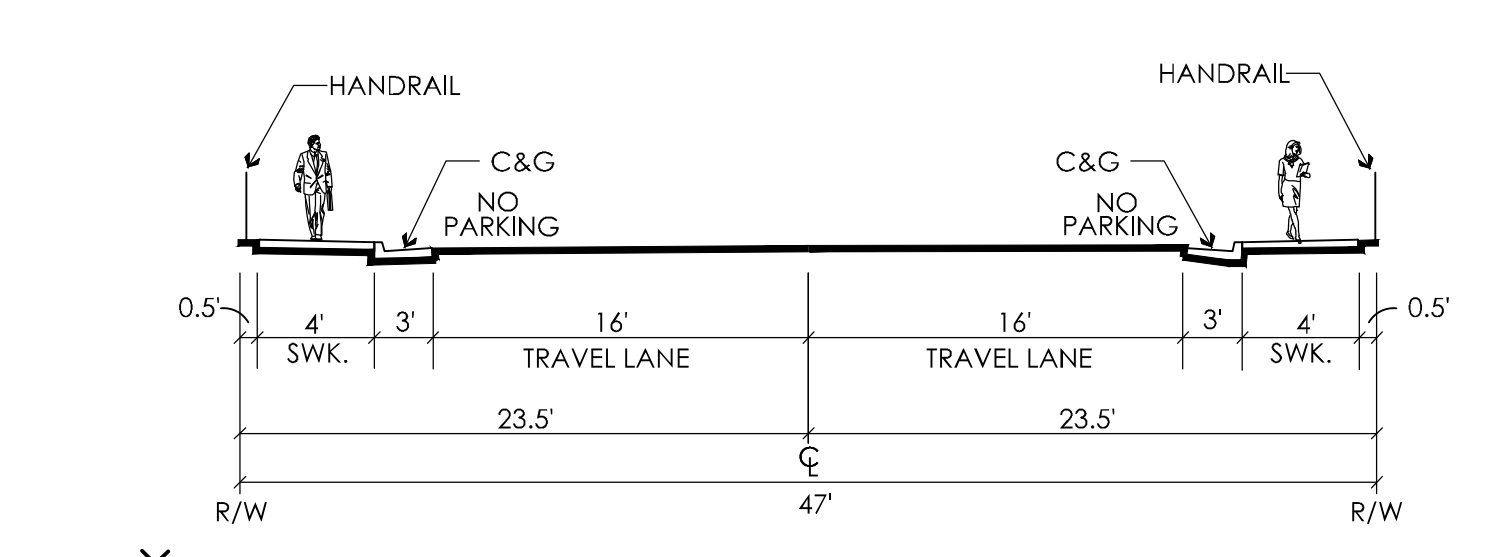 HANDRAIL
HANDRAIL
C&G
C&G
NO
PARKING
NO
PARKING
0.5'
4'
3'
16'
16'
3'
4'
0.5'
SWK.
TRAVEL LANE
TRAVEL LANE
SWK.
23.5'
23.5'
℄
47'
R/W
R/W